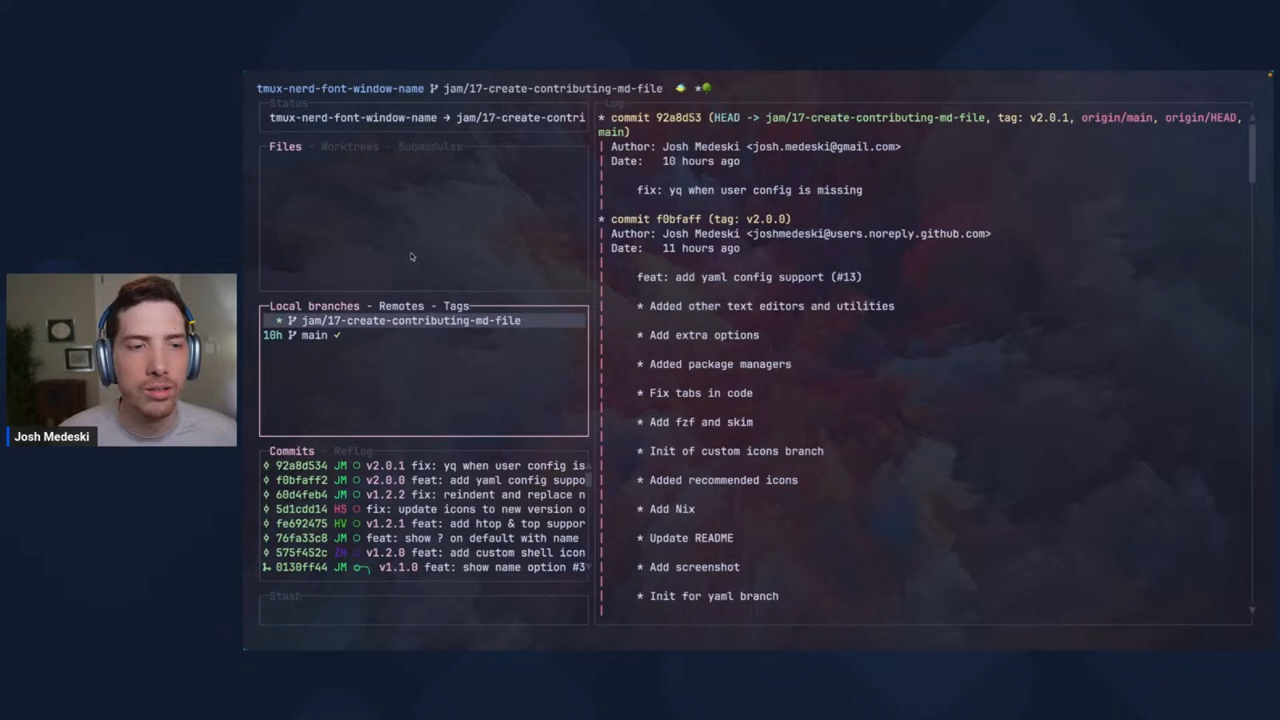 tmux-nerd-font-window-name jam/17-create-contributing-md-file
Status
tmux-nerd-font-window-name → jam/17-create-contri
Files - Worktrees - Submodules
Local branches - Remotes - Tags
* jam/17-create-contributing-md-file
10h main ✓
Commits - Reflog
92a8d534 JM v2.0.1 fix: yq when user config is
f0bfaff2 JM v2.0.0 feat: add yaml config suppo
60d4feb4 JM v1.2.2 fix: reindent and replace n
5d1cdd14 HS fix: update icons to new version o
fe692475 HV v1.2.1 feat: add htop & top suppor
76fa33c8 JM feat: show ? on default with name
575f452c v1.2.0 feat: add custom shell icon
0130ff44 JM v1.1.0 feat: show name option #3
Stash
Log
* commit 92a8d53 (HEAD -> jam/17-create-contributing-md-file, tag: v2.0.1, origin/main, origin/HEAD,
main)
| Author: Josh Medeski <josh.medeski@gmail.com>
| Date: 10 hours ago
| fix: yq when user config is missing
* commit f0bfaff (tag: v2.0.0)
| Author: Josh Medeski <joshmedeski@users.noreply.github.com>
| Date: 11 hours ago
| feat: add yaml config support (#13)
| * Added other text editors and utilities
| * Add extra options
| * Added package managers
| * Fix tabs in code
| * Add fzf and skim
| * Init of custom icons branch
| * Added recommended icons
| * Add Nix
| * Update README
| * Add screenshot
| * Init for yaml branch
Josh Medeski